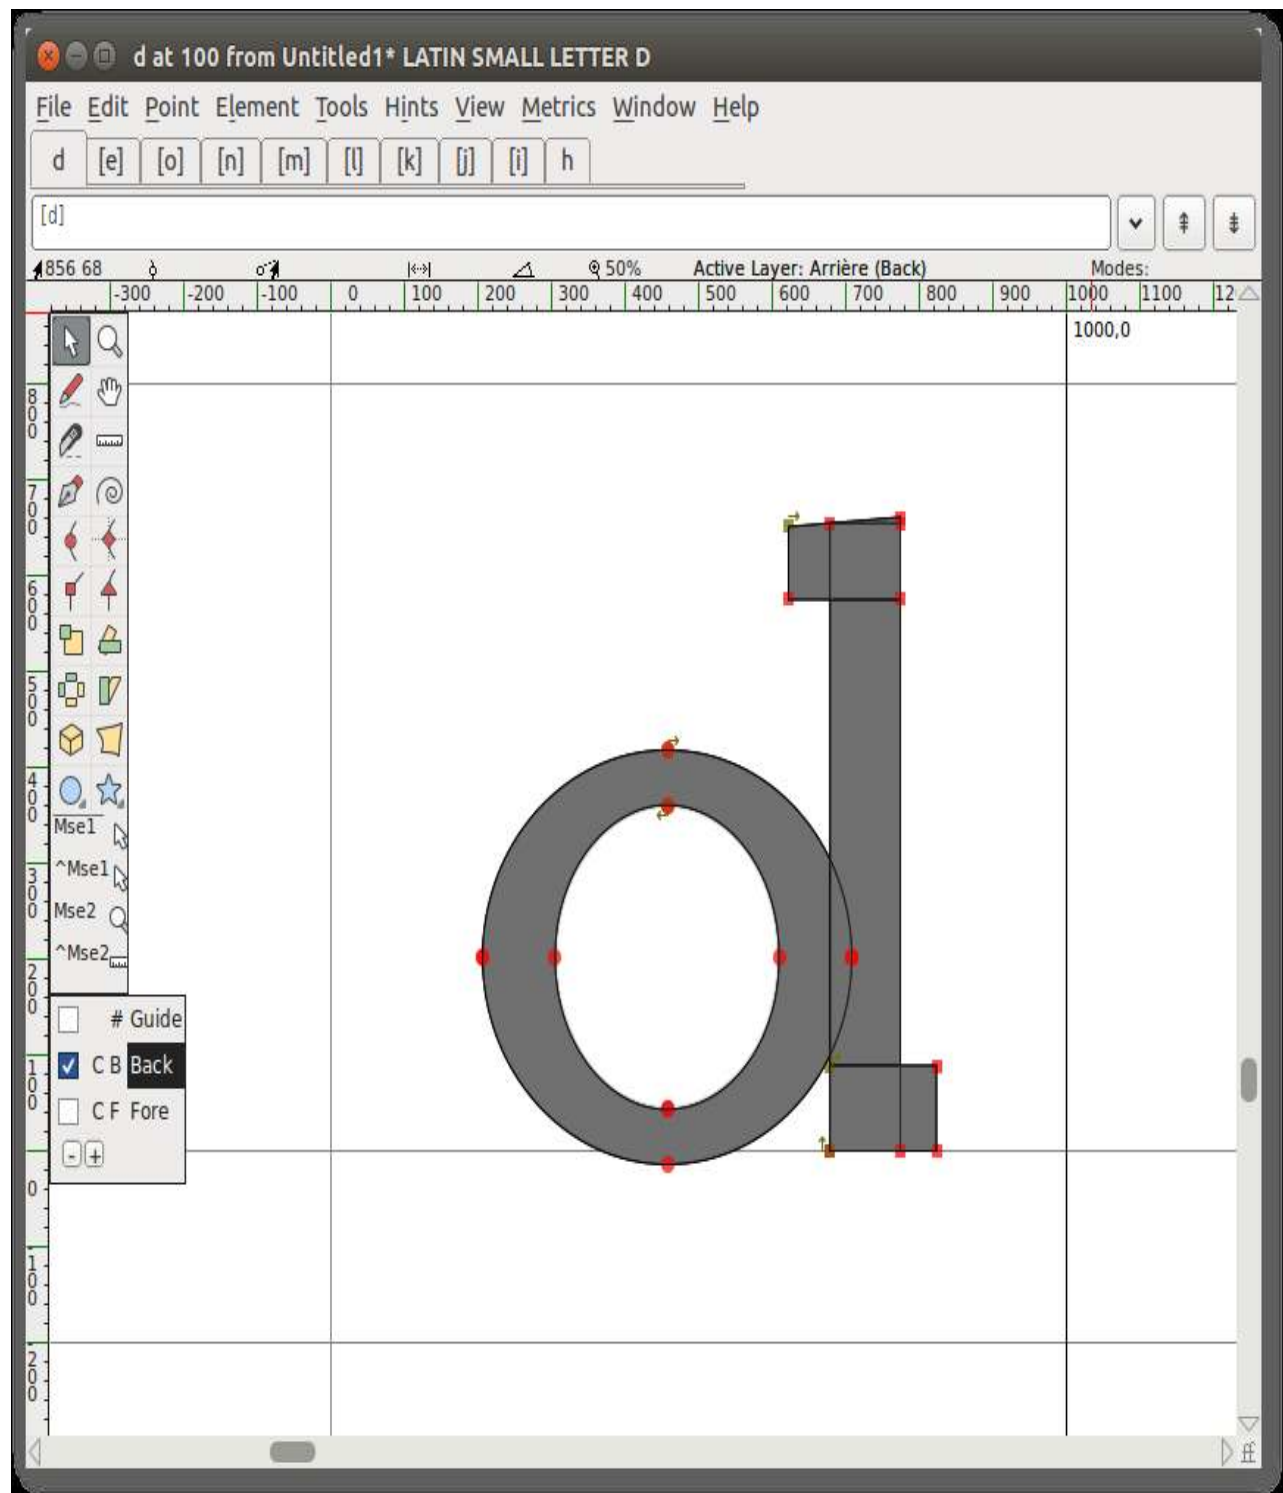 d at 100 from Untitled1* LATIN SMALL LETTER D
File Edit Point Element Tools Hints View Metrics Window Help
d [e] [o] [n] [m] [l] [k] [j] [i] h
[d]
856 68 50% Active Layer: Arrière (Back) Modes:
-300 -200 -100 0 100 200 300 400 500 600 700 800 900 1000 1100 12
1000,0
800
700
600
500
400
Mse1
^Mse1
300
Mse2
^Mse2
200
# Guide
C B Back
100
C F Fore
- +
0
100
200
ff